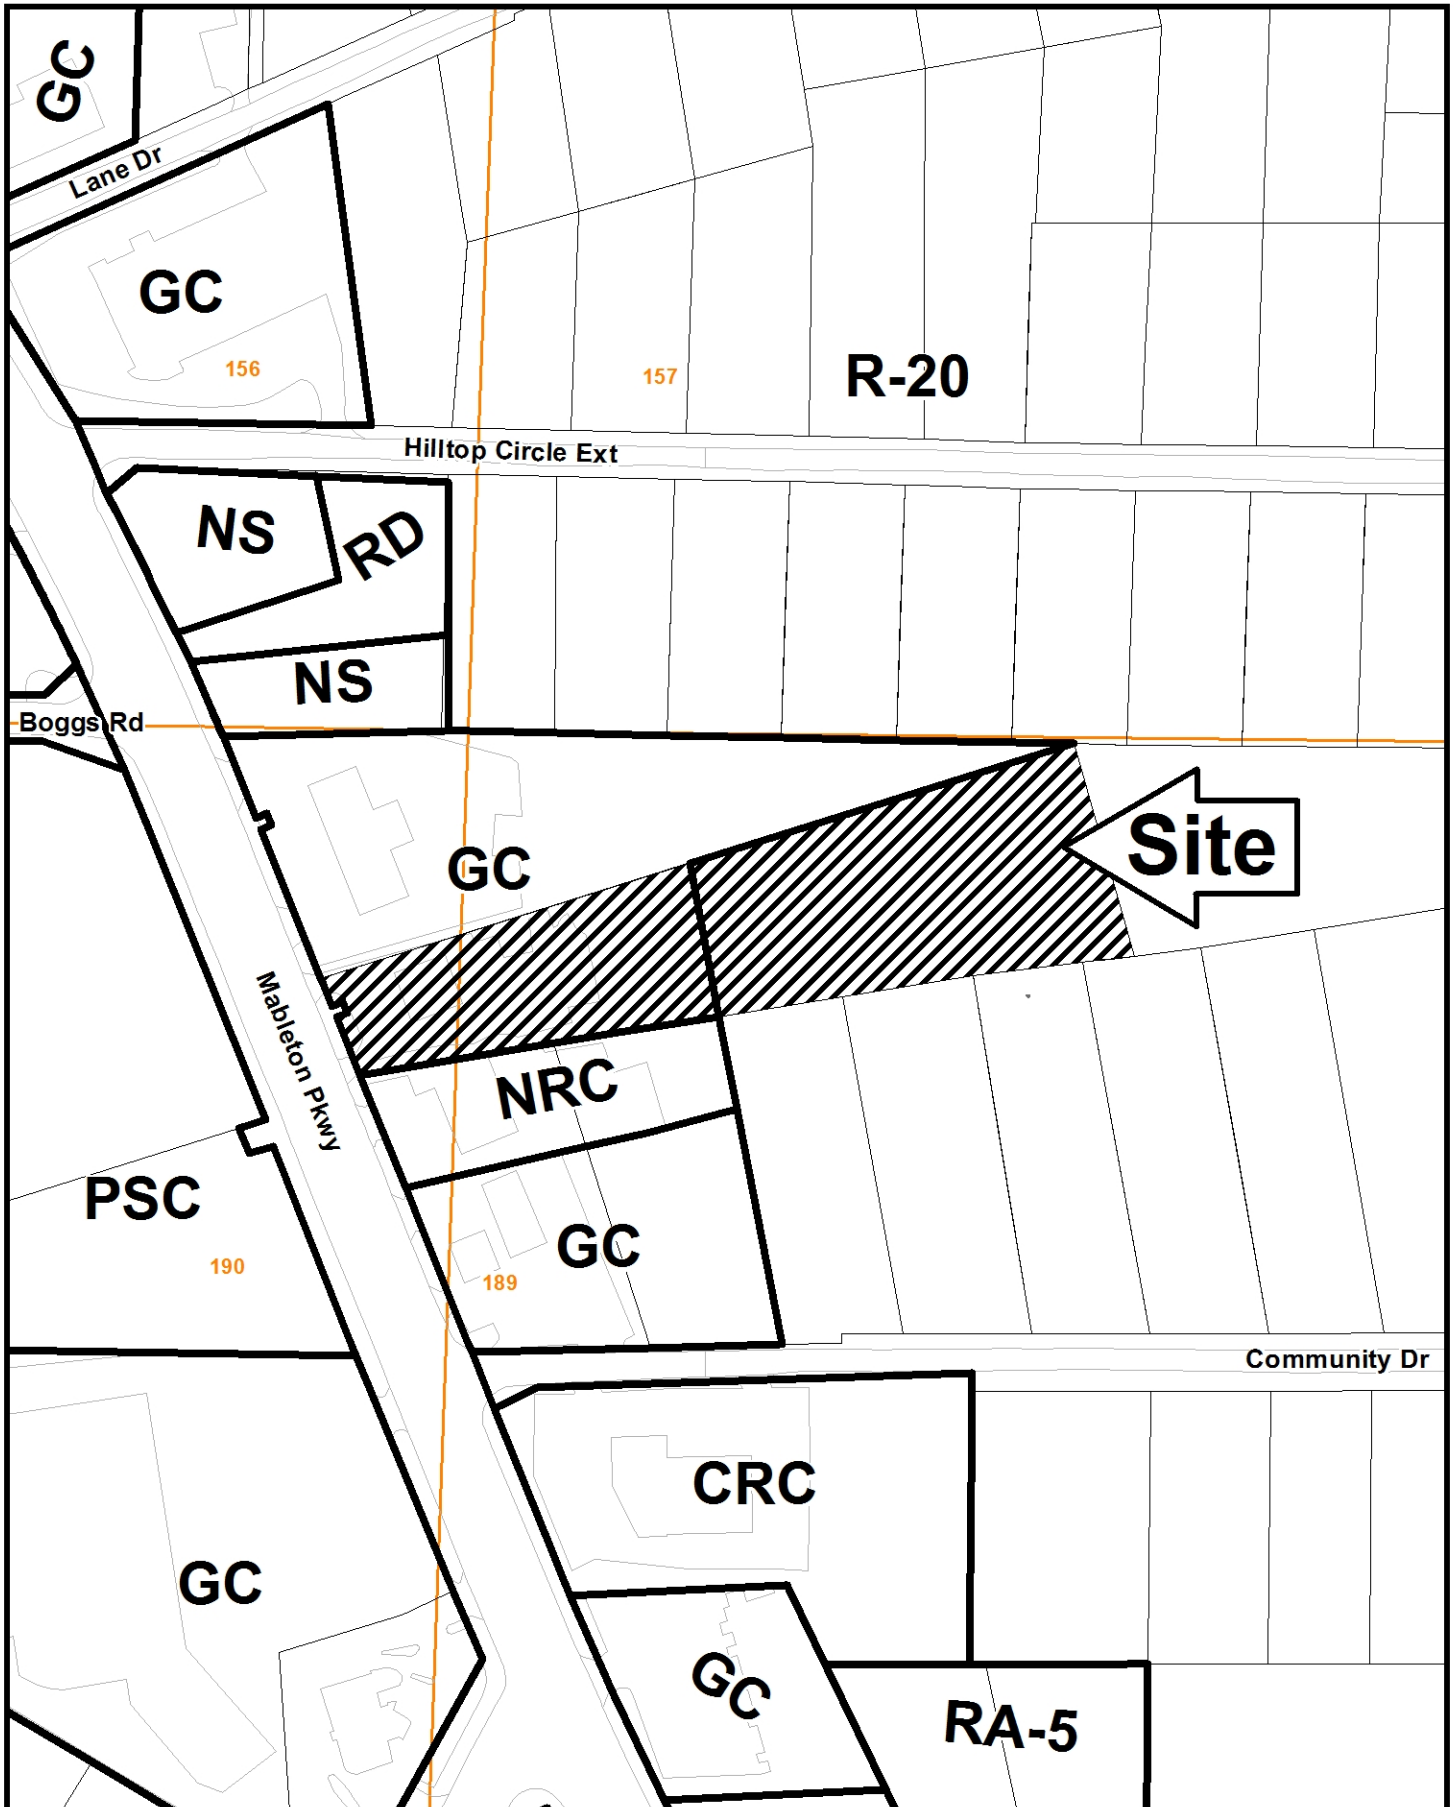 GC
Lane Dr
GC
156
157
R-20
Hilltop Circle Ext
NS
RD
NS
Boggs Rd
GC
Site
Mableton Pkwy
NRC
PSC
GC
190
189
Community Dr
CRC
GC
GC
RA-5